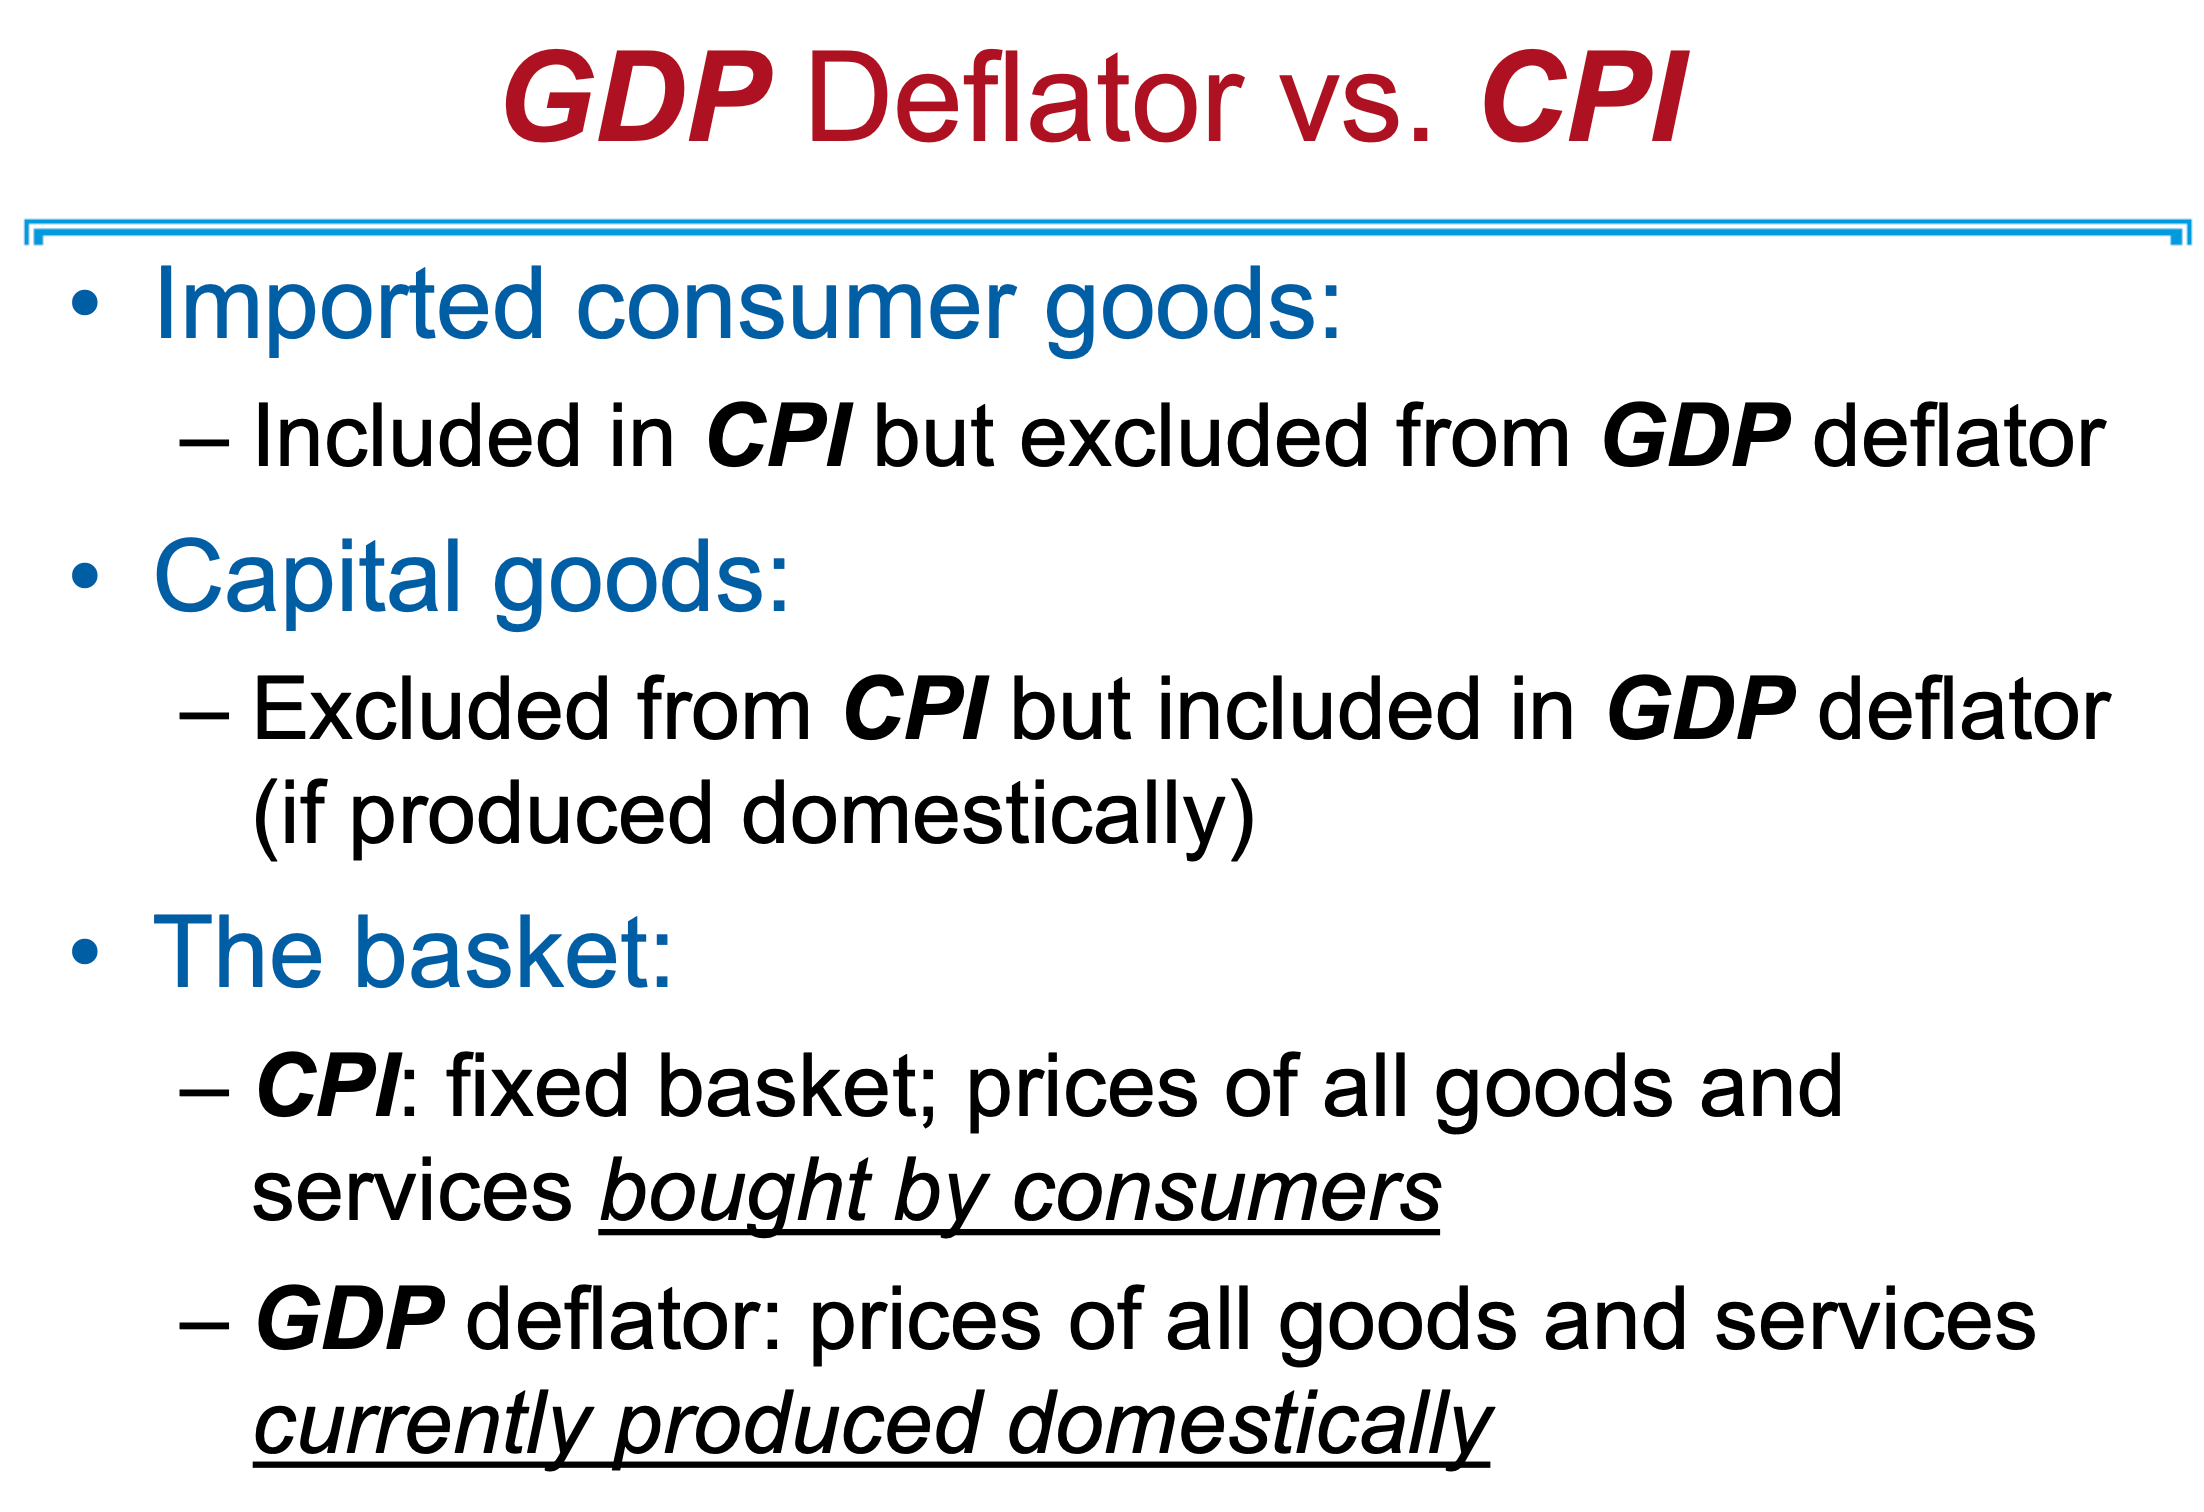 GDP Deflator vs. CPI
• Imported consumer goods:
– Included in CPI but excluded from GDP deflator
• Capital goods:
– Excluded from CPI but included in GDP deflator
(if produced domestically)
• The basket:
– CPI: fixed basket; prices of all goods and
services bought by consumers
– GDP deflator: prices of all goods and services
currently produced domestically